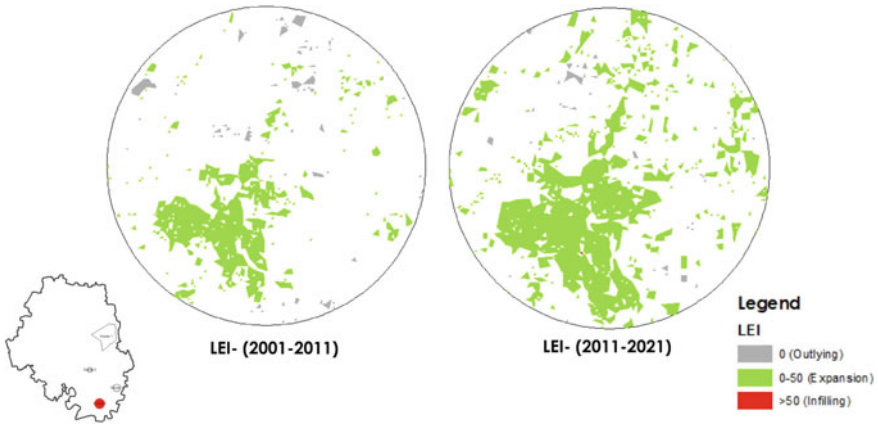 LEI- (2001-2011)
LEI- (2011-2021)
Legend
LEI
0 (Outlying)
0-50 (Expansion)
>50 (Infilling)